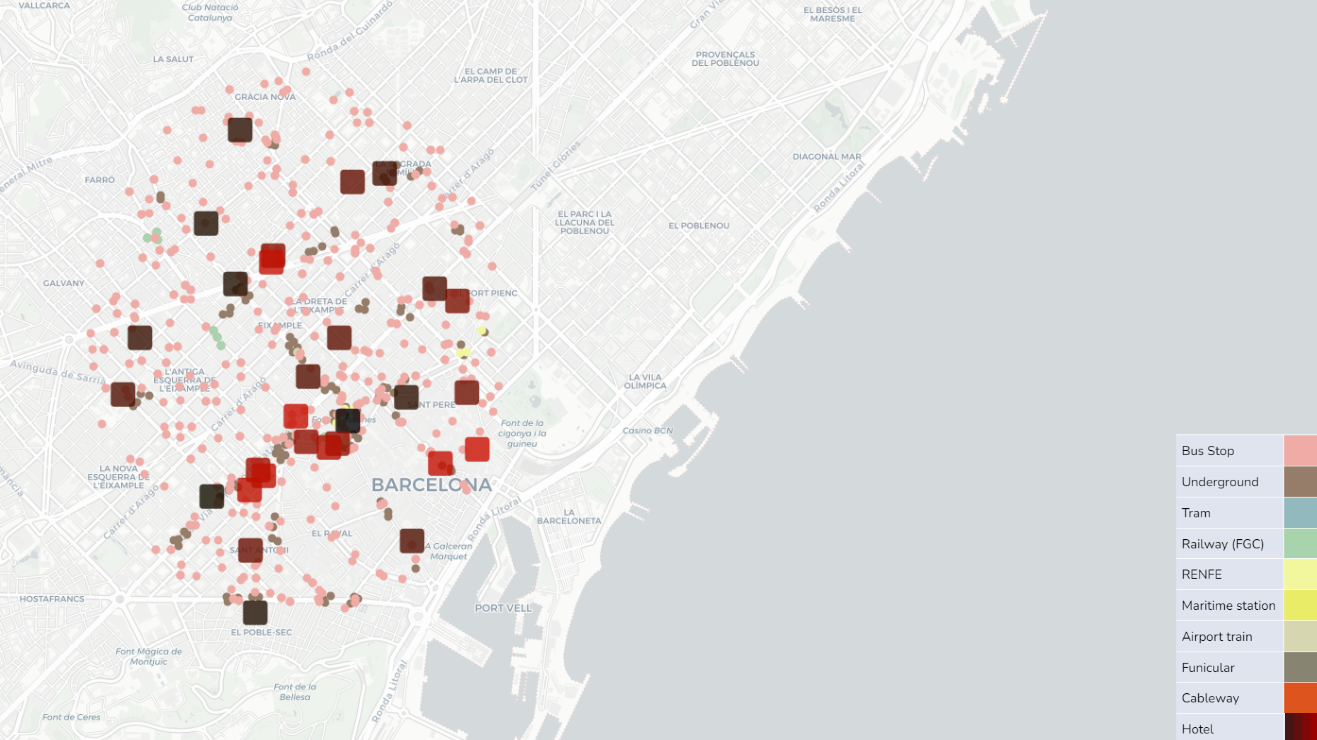 VALLCARCA
Club Natació
Catalunya
Ronda del Guinardó
Gran Via
EL BESÒS I EL
MARESME
LA SALUT
EL CAMP DE
L'ARPA DEL CLOT
PROVENÇALS
DEL POBLENOU
GRÀCIA NOVA
General Mitre
FARRÓ
Carrer d'Aragó
Túnel Glòries
DIAGONAL MAR
Ronda Litoral
EL PARC I LA
LLACUNA DEL
POBLENOU
EL POBLENOU
GALVANY
Carrer d'Aragó
FORT PIENC
LA DRETA DE
L'EIXAMPLE
EIXAMPLE
Avinguda de Sarrià
L'ANTICA
ESQUERRA DE
L'EIXAMPLE
Carrer d'Aragó
LA VILA
OLÍMPICA
SANT PERE
Font de la
cigonya i la
guineu
Casino BCN
LA NOVA
ESQUERRA DE
L'EIXAMPLE
BARCELONA
Carrer d'Aragó
Ronda Litoral
LA
BARCELONETA
EL RAVAL
SANT ANTONI
Galceran
Marquet
HOSTAFRANCS
PORT VELL
EL POBLE-SEC
Font Màgica de
Montjuïc
Font de la
Bellesa
Ronda Litoral
Font de Ceres
Bus Stop
Underground
Tram
Railway (FGC)
RENFE
Maritime station
Airport train
Funicular
Cableway
Hotel